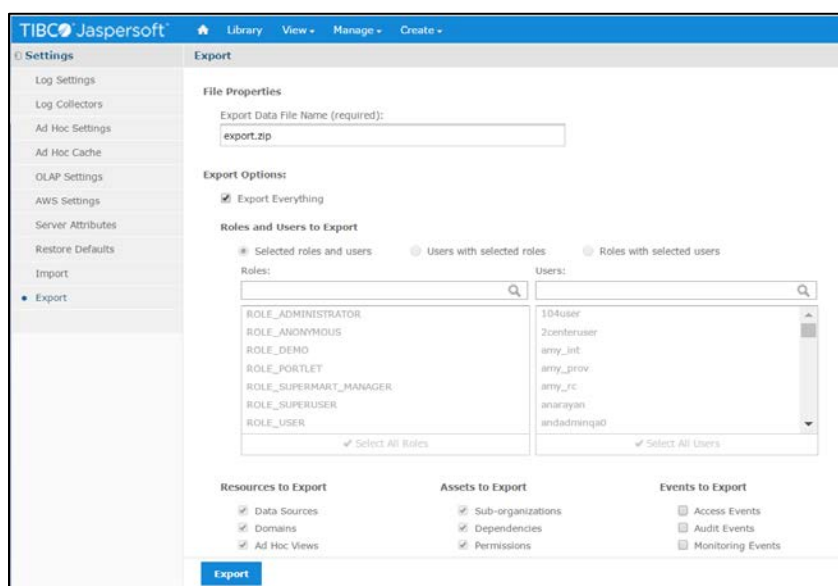 TIBCO Jaspersoft
Library View Manage Create
Settings
Log Settings
Log Collectors
Ad Hoc Settings
Ad Hoc Cache
OLAP Settings
AWS Settings
Server Attributes
Restore Defaults
Import
Export
Export
File Properties
Export Data File Name (required):
export.zip
Export Options:
Export Everything
Roles and Users to Export
Selected roles and users Users with selected roles Roles with selected users
Roles:
ROLE_ADMINISTRATOR
ROLE_ANONYMOUS
ROLE_DEMO
ROLE_PORTLET
ROLE_SUPERMART_MANAGER
ROLE_SUPERUSER
ROLE_USER
Select All Roles
Users:
104user
2centeruser
amy_int
amy_prov
amy_rc
anarayan
andadminqa0
Select All Users
Resources to Export
Data Sources
Domains
Ad Hoc Views
Assets to Export
Sub-organizations
Dependencies
Permissions
Events to Export
Access Events
Audit Events
Monitoring Events
Export